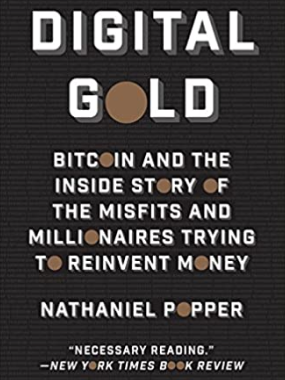 DIGITAL
GOLD
BITCOIN AND THE
INSIDE STORY OF
THE MISFITS AND
MILLIONAIRES TRYING
TO REINVENT MONEY
NATHANIEL POPPER
“NECESSARY READING.”
—NEW YORK TIMES BOOK REVIEW